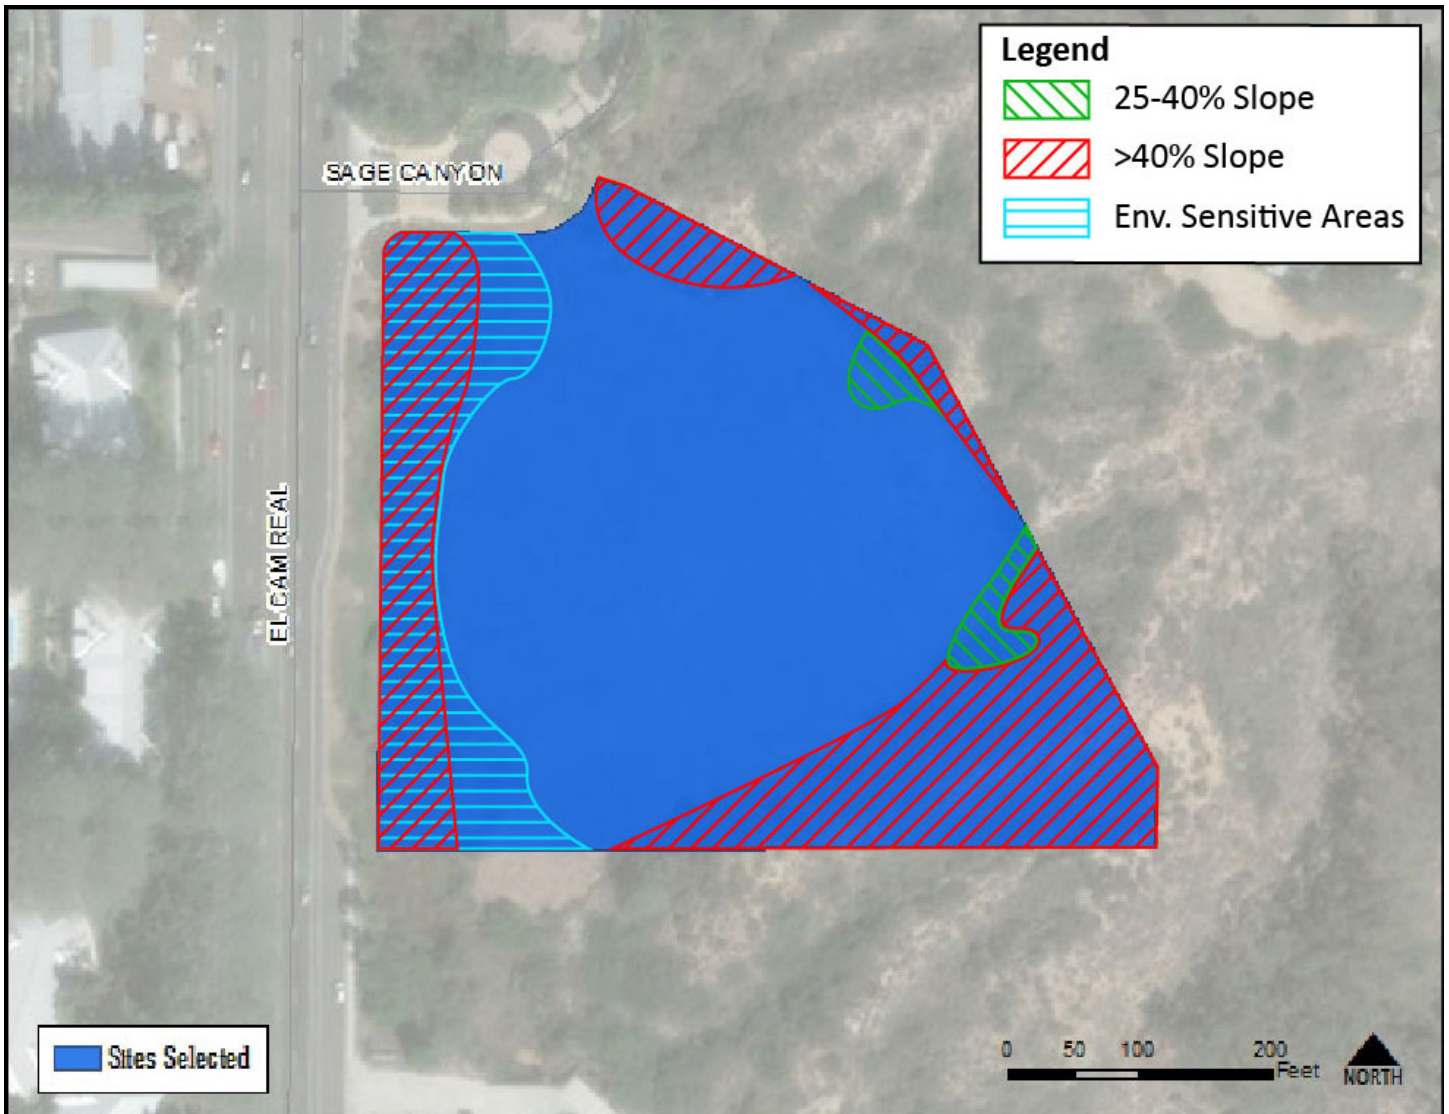 Legend
25-40% Slope
>40% Slope
Env. Sensitive Areas
SAGE CANYON
EL CAM REAL
Sites Selected
0 50 100 200
Feet
NORTH